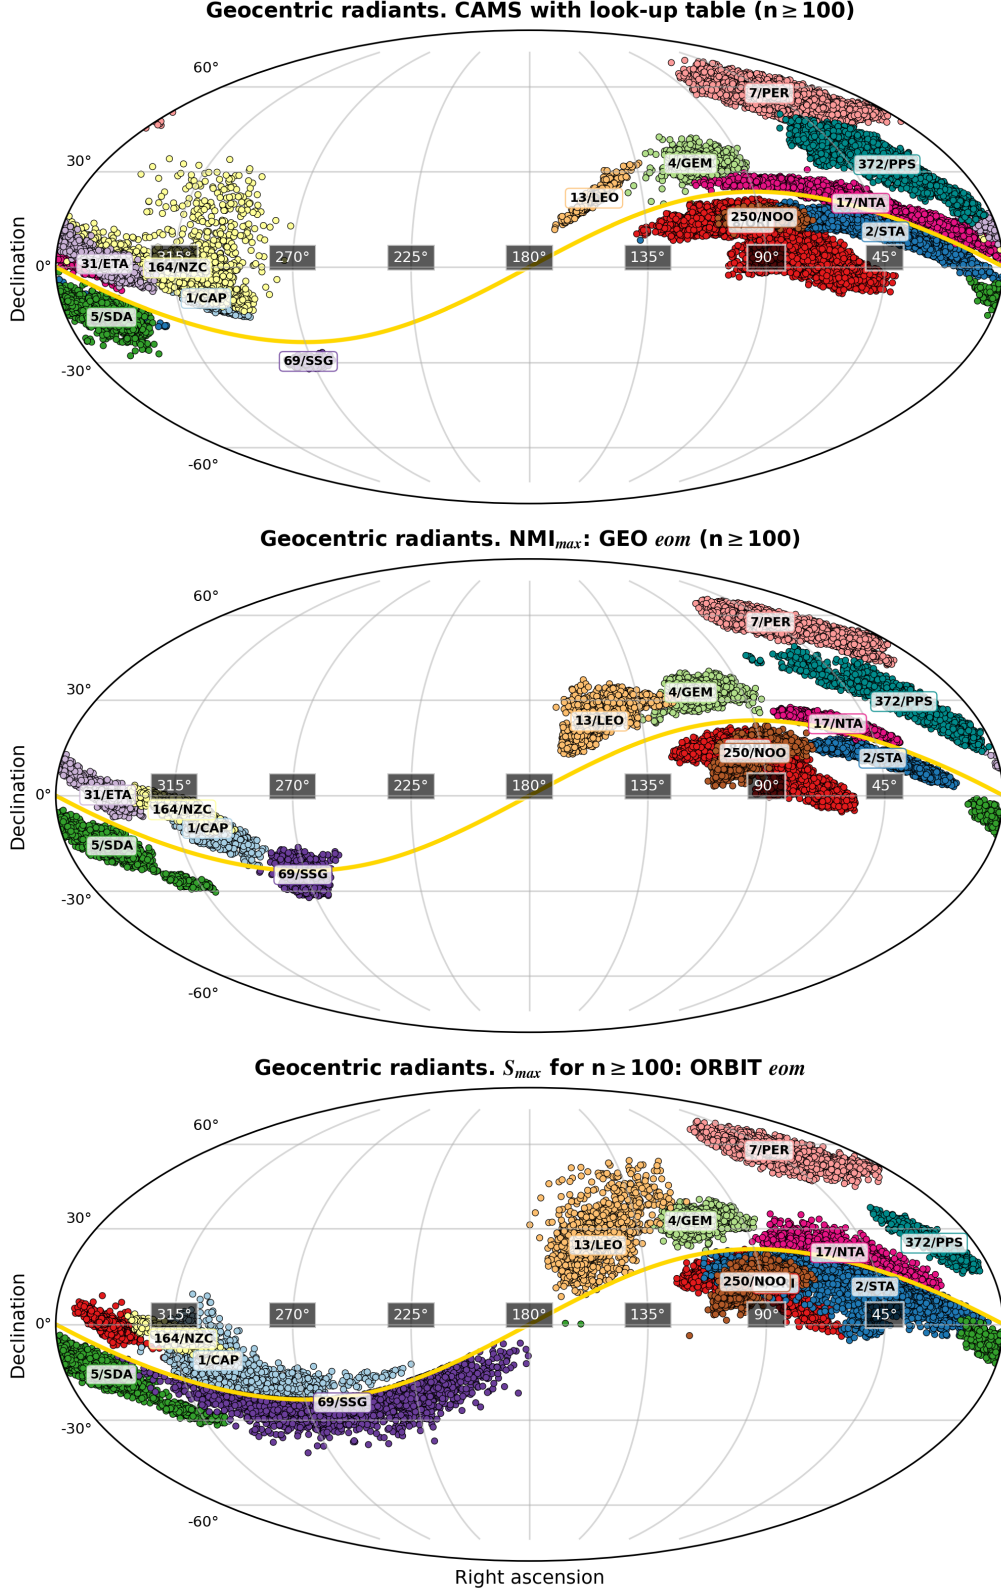 Geocentric radiants. CAMS with look-up table (n ≥ 100)
60°
7/PER
30°
372/PPS
4/GEM
13/LEO
17/NTA
250/NOO
2/STA
Declination
0°
31/ETA
164/NZC
315°
270°
225°
180°
135°
90°
45°
1/CAP
5/SDA
69/SSG
-30°
-60°
Geocentric radiants. NMImax: GEO eom (n ≥ 100)
60°
7/PER
30°
4/GEM
372/PPS
13/LEO
17/NTA
250/NOO
2/STA
Declination
0°
31/ETA
315°
270°
225°
180°
135°
90°
45°
164/NZC
1/CAP
5/SDA
69/SSG
-30°
-60°
Geocentric radiants. Smax for n ≥ 100: ORBIT eom
60°
7/PER
30°
4/GEM
372/PPS
13/LEO
17/NTA
250/NOO
2/STA
Declination
0°
315°
270°
225°
180°
135°
90°
45°
164/NZC
1/CAP
5/SDA
69/SSG
-30°
-60°
Right ascension